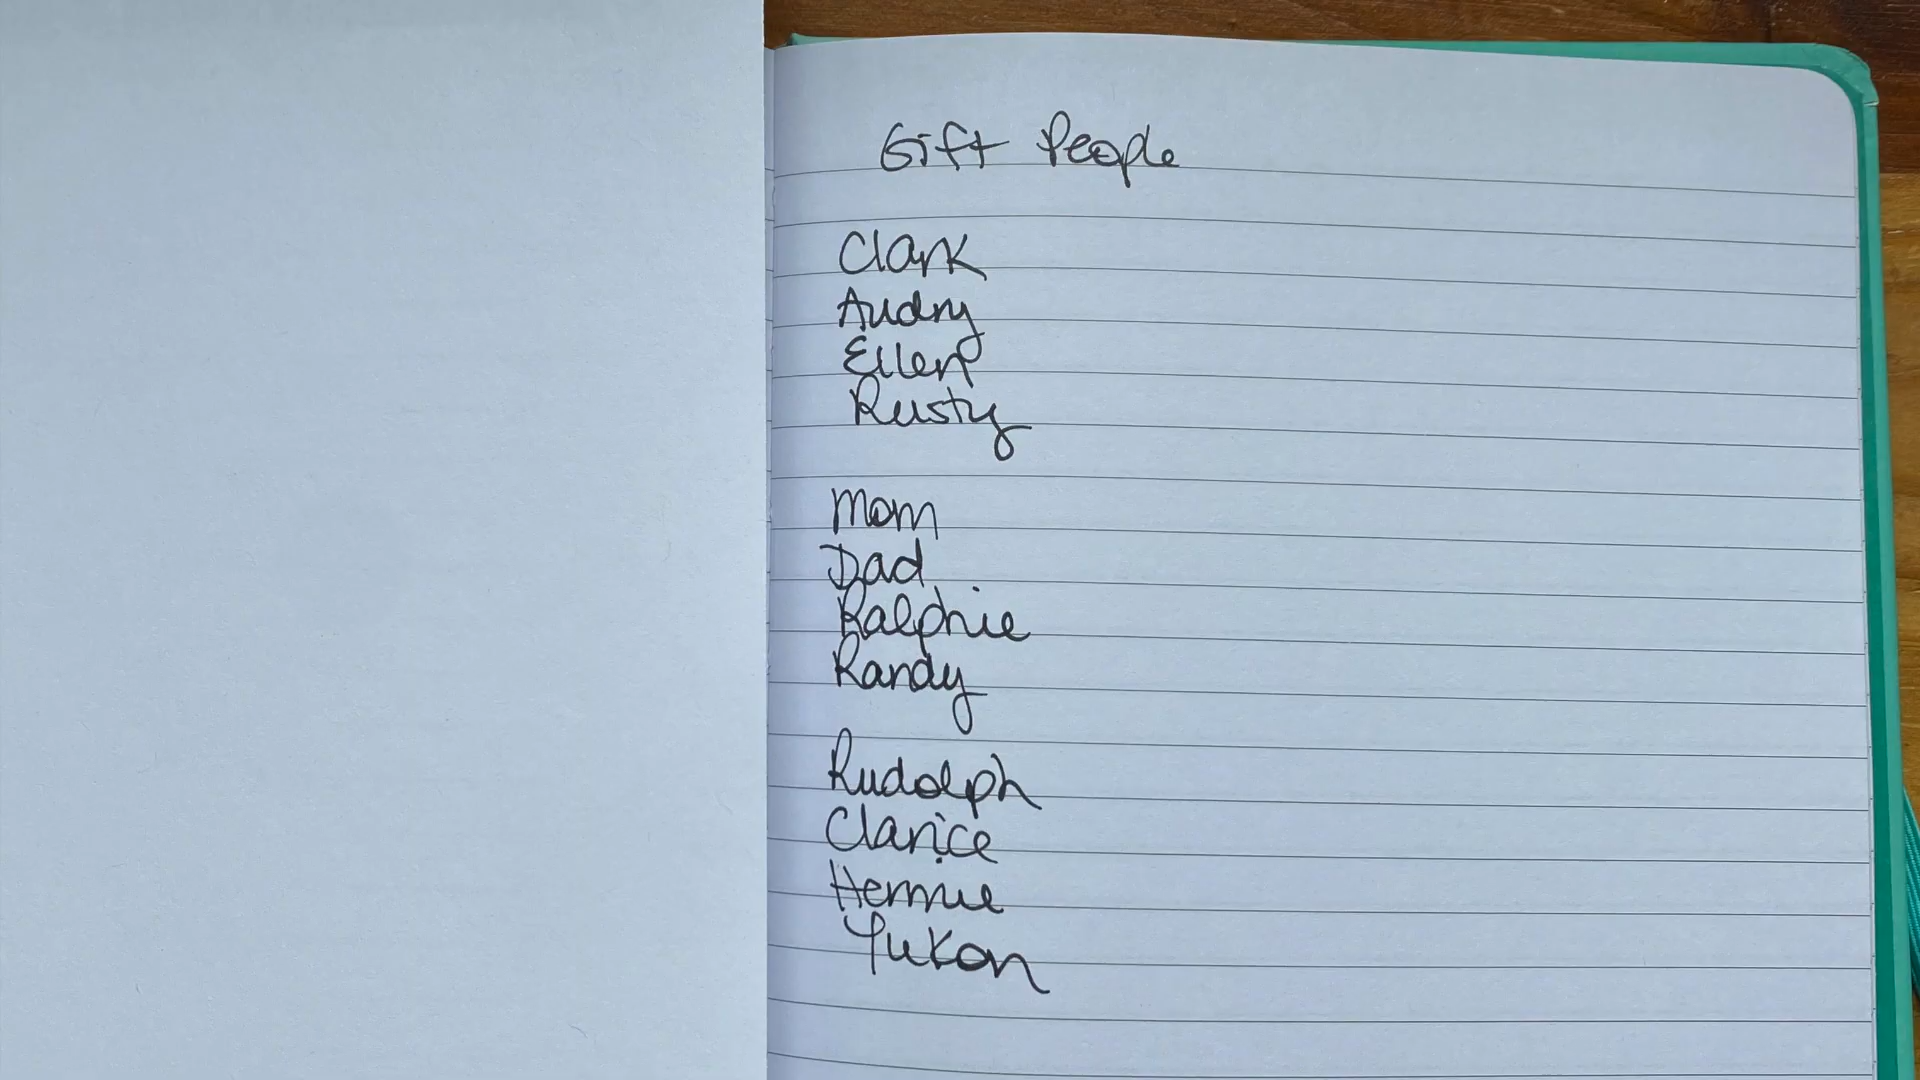 Gift People
Clark
Audry
Ellen
Rusty
Mom
Dad
Ralphie
Randy
Rudolph
Clarice
Hermie
Yukon